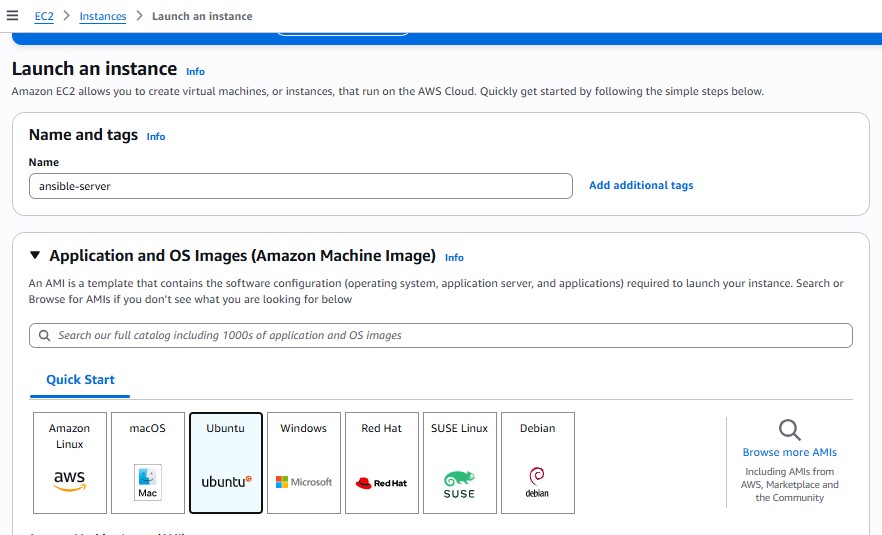 EC2 > Instances > Launch an instance
Launch an instance Info
Amazon EC2 allows you to create virtual machines, or instances, that run on the AWS Cloud. Quickly get started by following the simple steps below.
Name and tags Info
Name
ansible-server
Add additional tags
Application and OS Images (Amazon Machine Image) Info
An AMI is a template that contains the software configuration (operating system, application server, and applications) required to launch your instance. Search or
Browse for AMIs if you don't see what you are looking for below
Search our full catalog including 1000s of application and OS images
Quick Start
Amazon
Linux
aws
macOS
Mac
Ubuntu
ubuntu
Windows
Microsoft
Red Hat
Red Hat
SUSE Linux
SUSE
Debian
debian
Browse more AMIs
Including AMIs from
AWS, Marketplace and
the Community